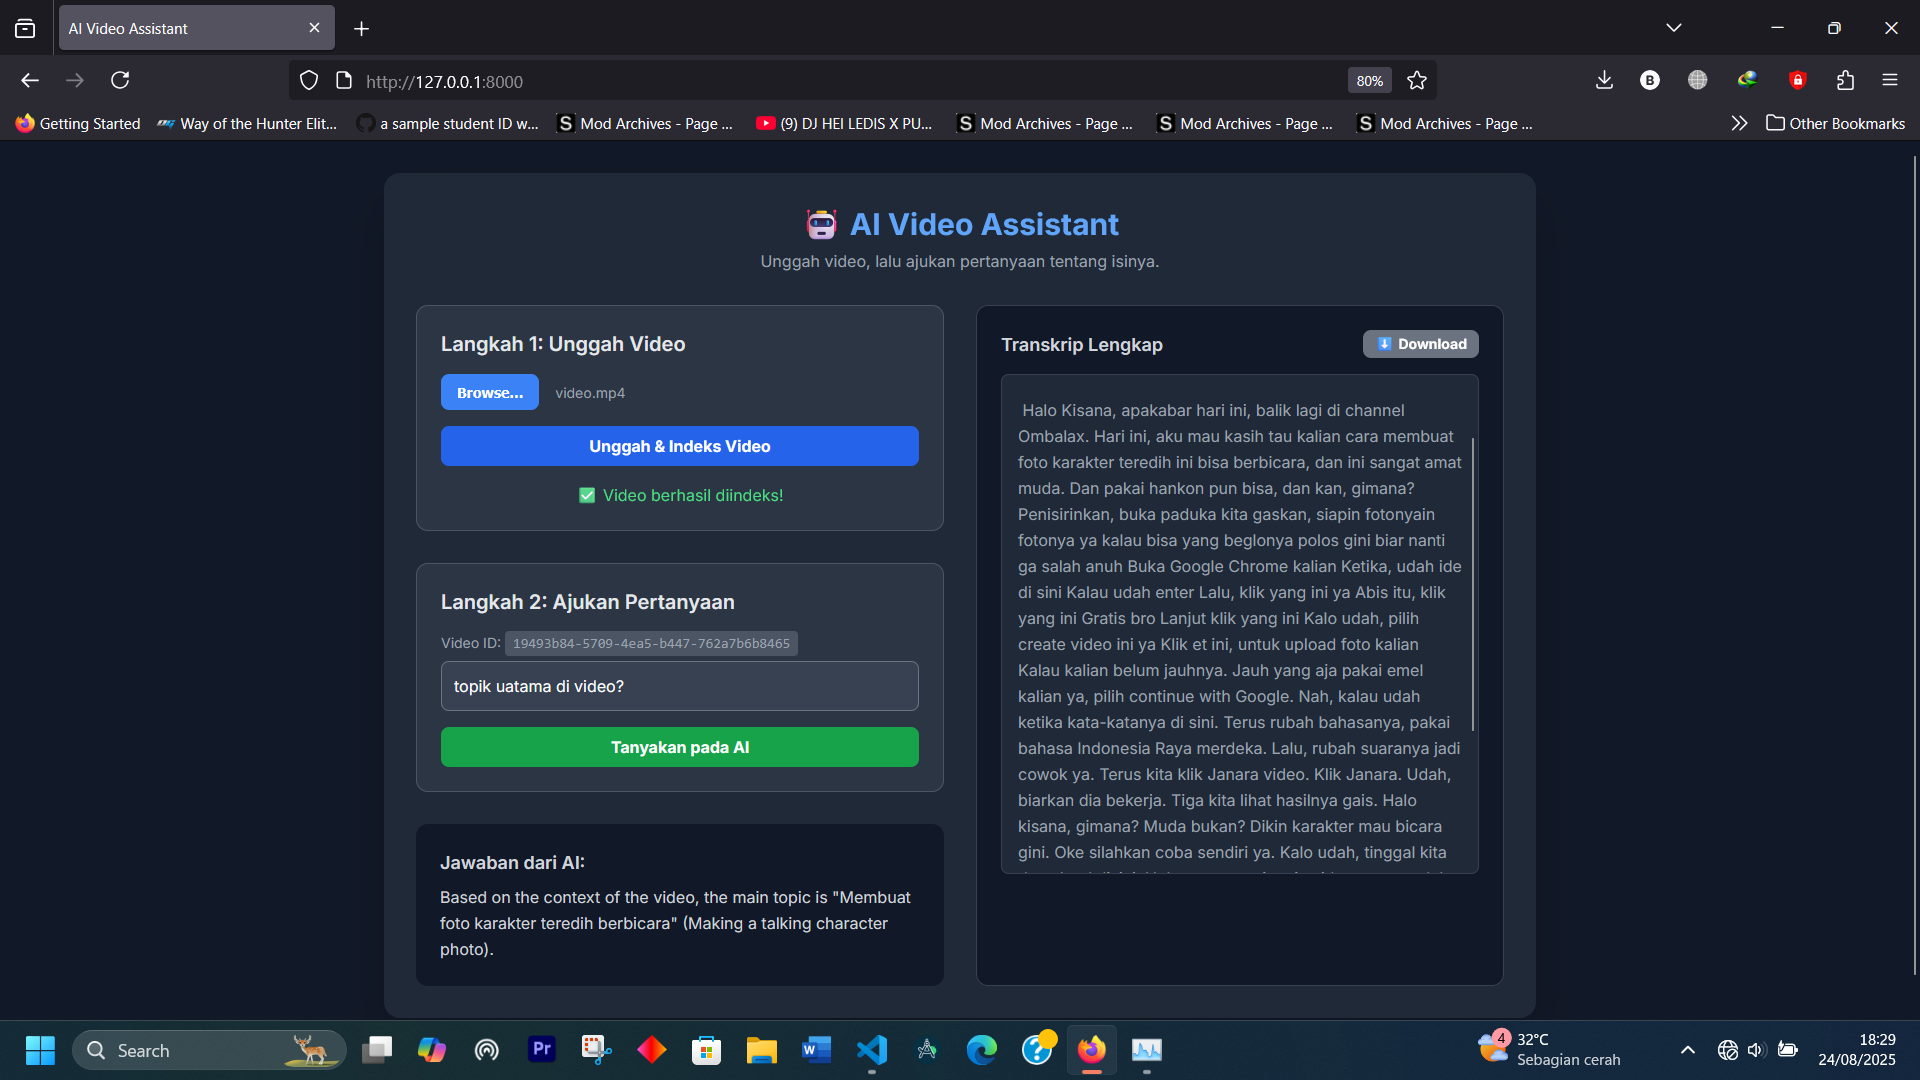 AI Video Assistant
http://127.0.0.1:8000
80%
Getting Started
Way of the Hunter Elit...
a sample student ID w...
Mod Archives - Page ...
(9) DJ HEI LEDIS X PU...
Mod Archives - Page ...
Mod Archives - Page ...
Mod Archives - Page ...
Other Bookmarks
AI Video Assistant
Unggah video, lalu ajukan pertanyaan tentang isinya.
Langkah 1: Unggah Video
Browse...
video.mp4
Unggah & Indeks Video
Video berhasil diindeks!
Langkah 2: Ajukan Pertanyaan
Video ID: 19493b84-5709-4ea5-b447-762a7b6b8465
topik uatama di video?
Tanyakan pada AI
Jawaban dari AI:
Based on the context of the video, the main topic is "Membuat
foto karakter teredih berbicara" (Making a talking character
photo).
Transkrip Lengkap
Download
Halo Kisana, apakabar hari ini, balik lagi di channel
Ombalax. Hari ini, aku mau kasih tau kalian cara membuat
foto karakter teredih ini bisa berbicara, dan ini sangat amat
muda. Dan pakai hankon pun bisa, dan kan, gimana?
Penisirinkan, buka paduka kita gaskan, siapin fotonyain
fotonya ya kalau bisa yang beglonya polos gini biar nanti
ga salah anuh Buka Google Chrome kalian Ketika, udah ide
di sini Kalau udah enter Lalu, klik yang ini ya Abis itu, klik
yang ini Gratis bro Lanjut klik yang ini Kalo udah, pilih
create video ini ya Klik et ini, untuk upload foto kalian
Kalau kalian belum jauhnya. Jauh yang aja pakai emel
kalian ya, pilih continue with Google. Nah, kalau udah
ketika kata-katanya di sini. Terus rubah bahasanya, pakai
bahasa Indonesia Raya merdeka. Lalu, rubah suaranya jadi
cowok ya. Terus kita klik Janara video. Klik Janara. Udah,
biarkan dia bekerja. Tiga kita lihat hasilnya gais. Halo
kisana, gimana? Muda bukan? Dikin karakter mau bicara
gini. Oke silahkan coba sendiri ya. Kalo udah, tinggal kita
Search
Pr
4
32°C
Sebagian cerah
18:29
24/08/2025